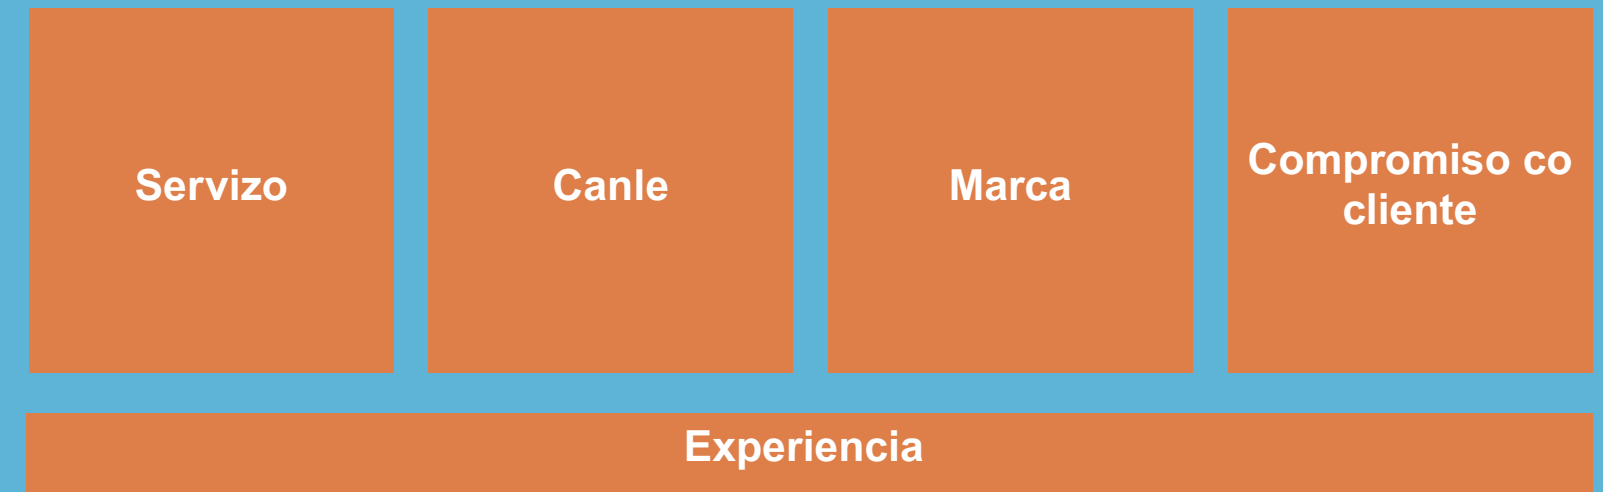 Servizo
Canle
Marca
Compromiso co
cliente
Experiencia